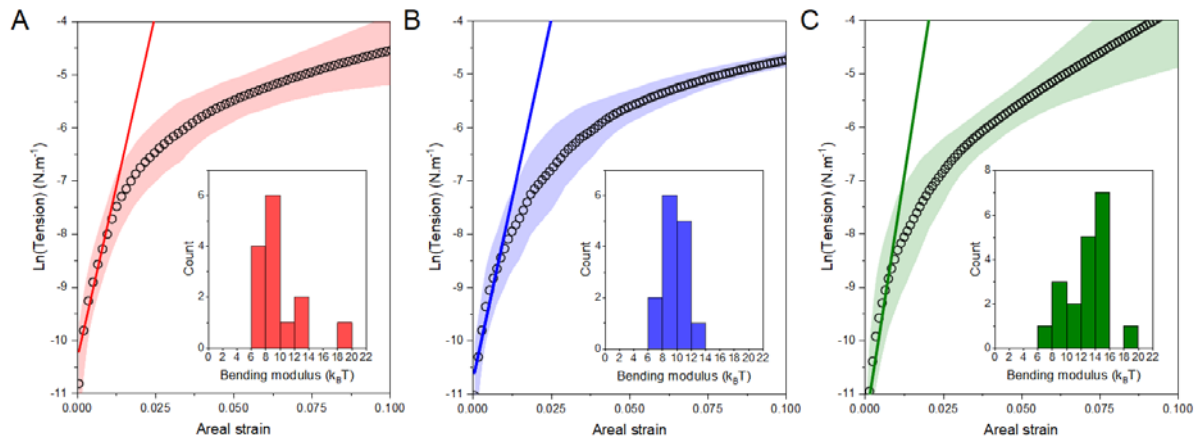 A
-4
-5
-6
-7
-8
-9
-10
-11
Ln(Tension) (N.m-1)
0.000 0.025 0.050 0.075 0.100
Areal strain
6
4
2
0
Count
0 2 4 6 8 10 12 14 16 18 20 22
Bending modulus (kBT)
B
-4
-5
-6
-7
-8
-9
-10
-11
Ln(Tension) (N.m-1)
0.000 0.025 0.050 0.075 0.100
Areal strain
6
4
2
0
Count
0 2 4 6 8 10 12 14 16 18 20 22
Bending modulus (kBT)
C
-4
-5
-6
-7
-8
-9
-10
-11
Ln(Tension) (N.m-1)
0.000 0.025 0.050 0.075 0.100
Areal strain
8
6
4
2
0
Count
0 2 4 6 8 10 12 14 16 18 20 22
Bending modulus (kBT)